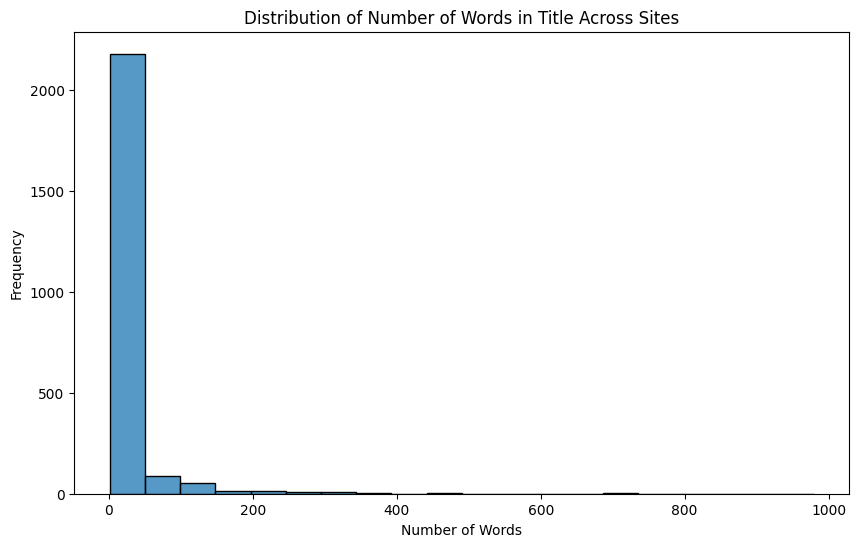 Distribution of Number of Words in Title Across Sites
2000
1500
1000
500
0
Frequency
0 200 400 600 800 1000
Number of Words